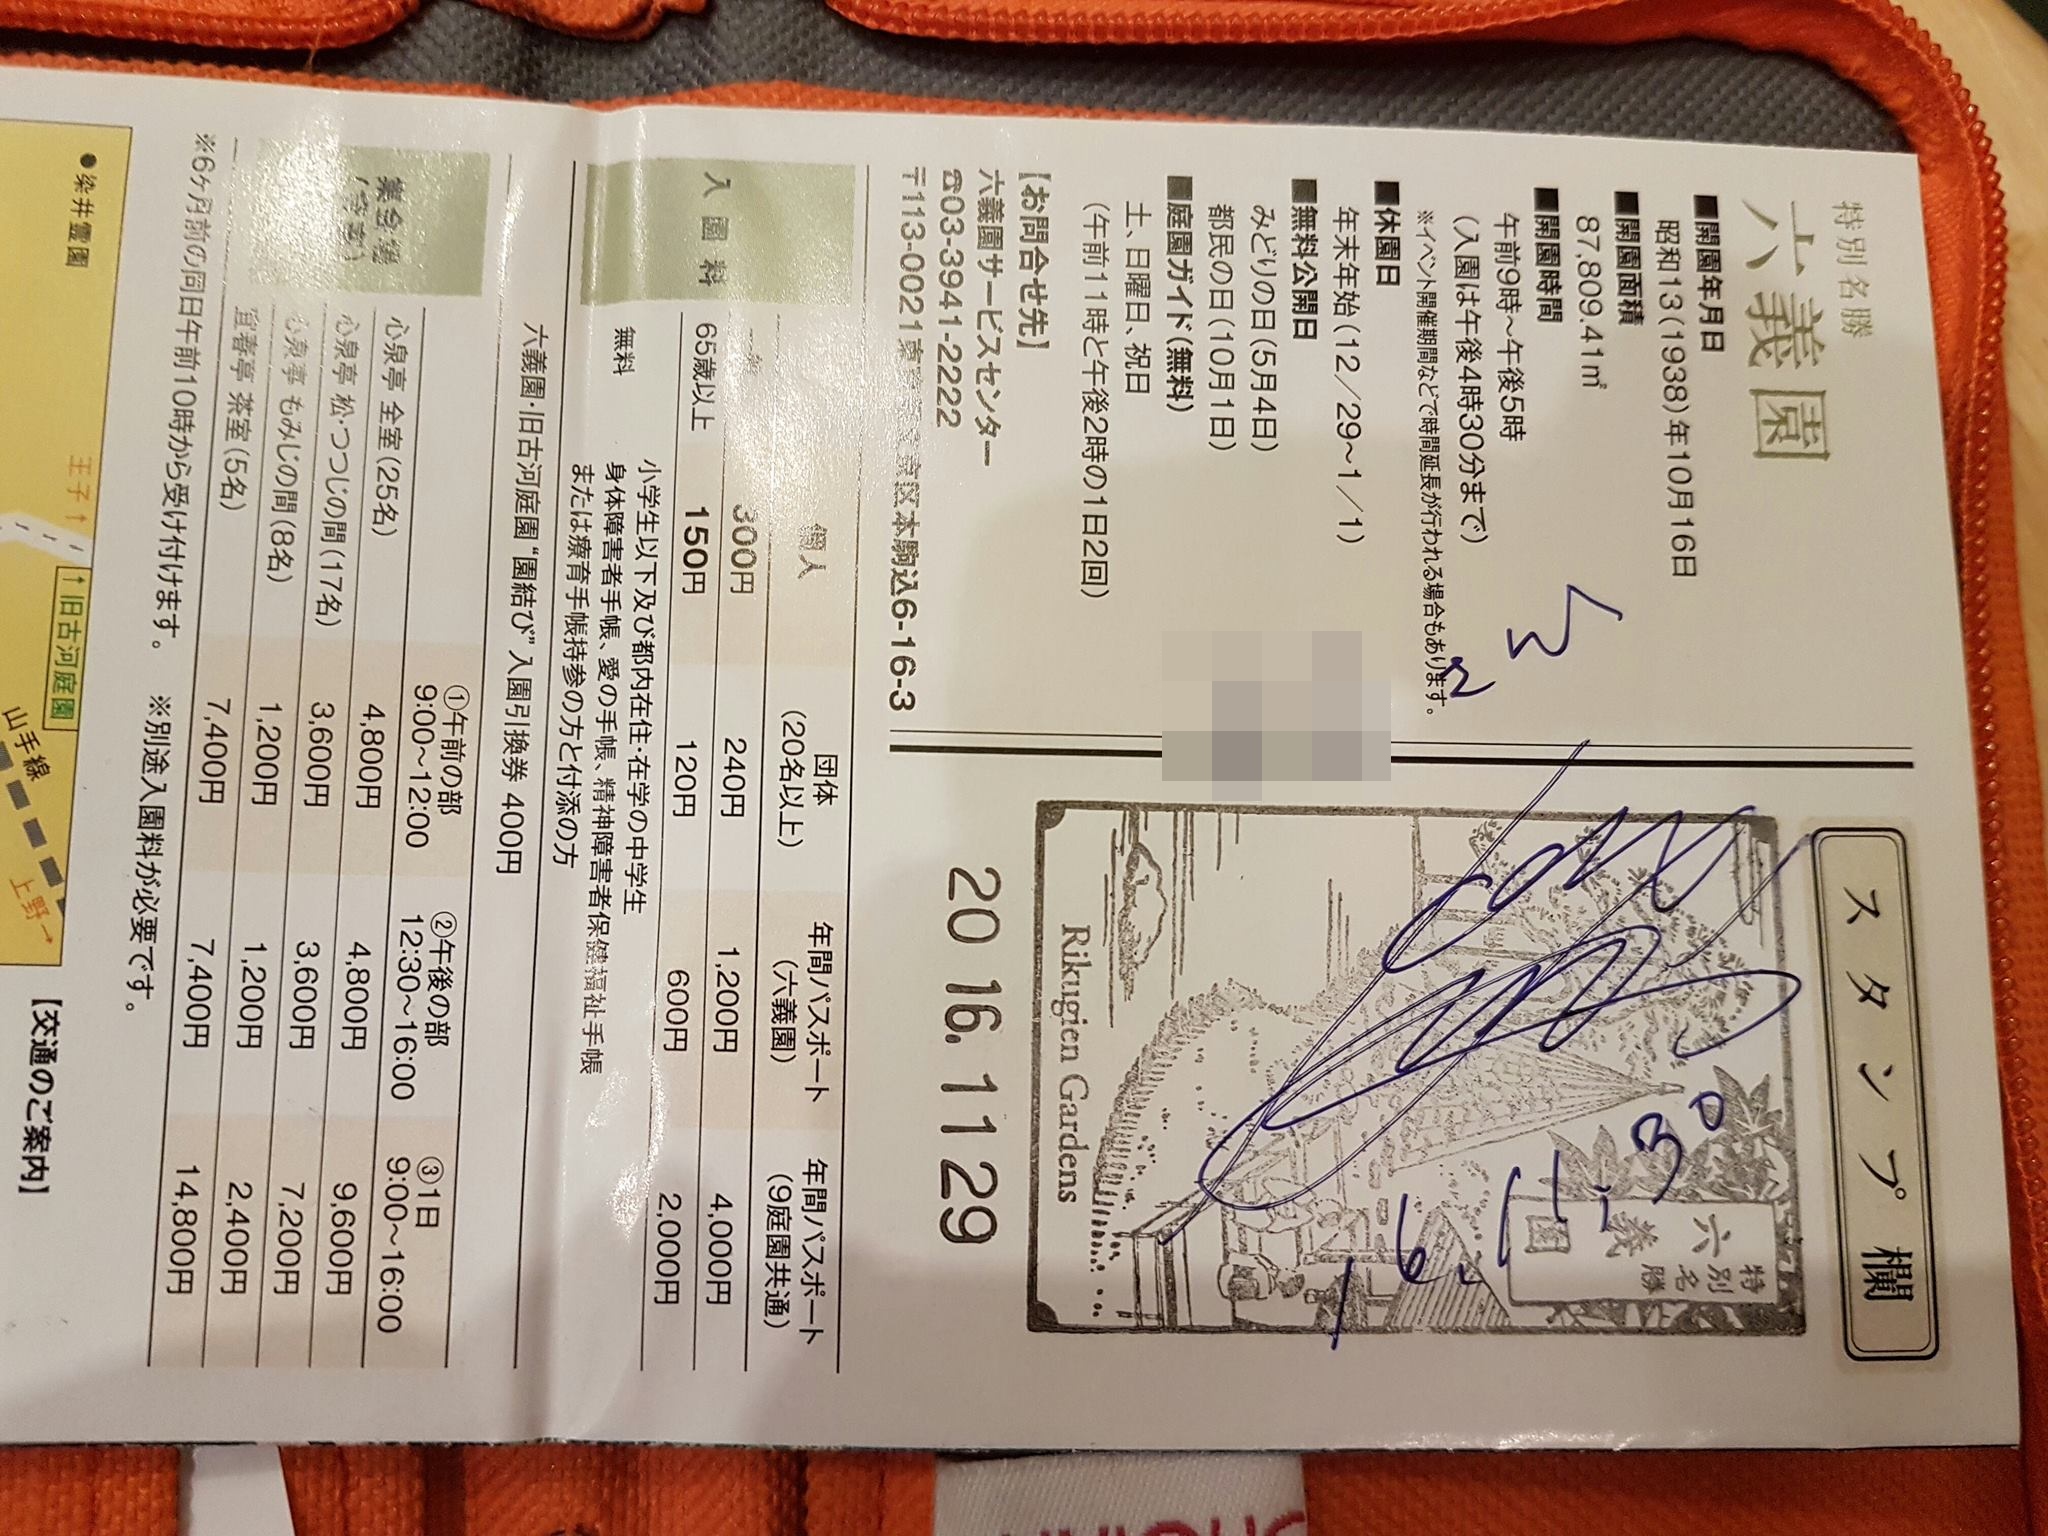 特別名勝
六義園
■開園年月日
昭和13(1938)年10月16日
■開園面積
87,809.41㎡
■開園時間
午前9時〜午後5時
(入園は午後4時30分まで)
※イベント開催期間などで時間延長が行われる場合もあります。
■休園日
年末年始(12/29〜1/1)
■無料公開日
みどりの日(5月4日)
都民の日(10月1日)
■庭園ガイド(無料)
土、日曜日、祝日
(午前11時と午後2時の1日2回)
【お問合せ先】
六義園サービスセンター
☎03-3941-2222
〒113-0021 区本駒込6-16-3
スタンプ欄
特別名勝
六義園
Rikugien Gardens
16.11.30
20 16. 11 29
入園料
個人 団体(20名以上) 年間パスポート(六義園) 年間パスポート(9庭園共通)
300円 240円 1,200円 4,000円
65歳以上 150円 120円 600円 2,000円
無料 小学生以下及び都内在住・在学の中学生
身体障害者手帳、愛の手帳、精神障害者保健福祉手帳
または療育手帳持参の方と付添の方
六義園・旧古河庭園“園結び”入園引換券 400円
集会場
①午前の部 9:00〜12:00 ②午後の部 12:30〜16:00 ③1日 9:00〜16:00
心泉亭 全室(25名) 4,800円 4,800円 9,600円
心泉亭 松・つつじの間(17名) 3,600円 3,600円 7,200円
心泉亭 もみじの間(8名) 1,200円 1,200円 2,400円
宜春亭 茶室(5名) 7,400円 7,400円 14,800円
※6ヶ月前の同日午前10時から受け付けます。 ※別途入園料が必要です。
●染井霊園
王子↑
↑旧古河庭園
山手線
上野→
【交通のご案内】